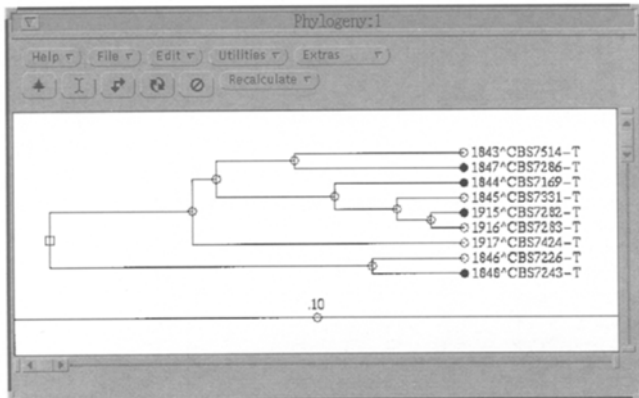 Phylogeny:1
Help File Edit Utilities Extras
Recalculate
1843^CBS7514-T
1847^CBS7286-T
1844^CBS7169-T
1845^CBS7331-T
1915^CBS7282-T
1916^CBS7283-T
1917^CBS7424-T
1846^CBS7226-T
1848^CBS7243-T
.10